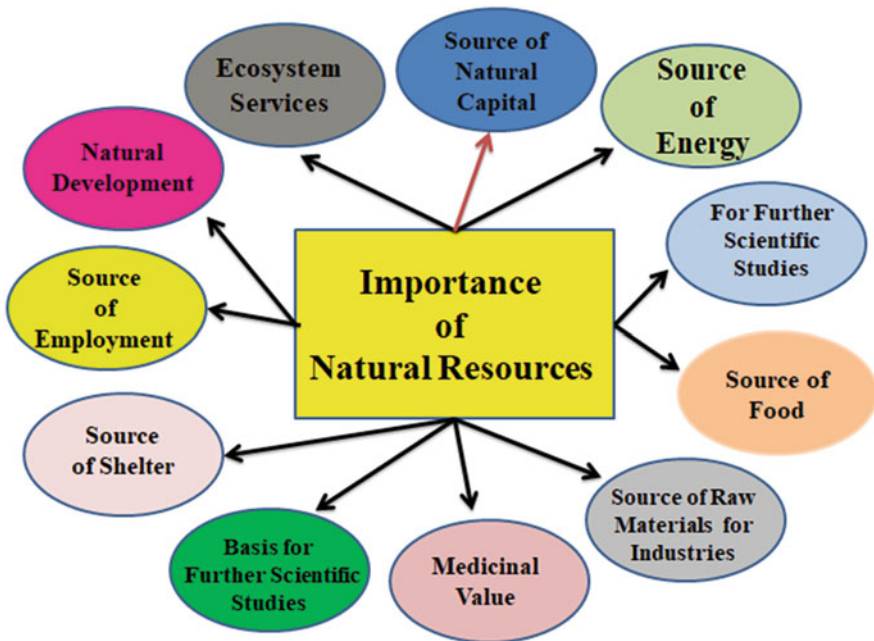 Source of
Natural
Capital
Ecosystem
Services
Source
of
Energy
Natural
Development
For Further
Scientific
Studies
Source
of
Employment
Importance
of
Natural Resources
Source of
Food
Source
of Shelter
Source of Raw
Materials for
Industries
Basis for
Further Scientific
Studies
Medicinal
Value